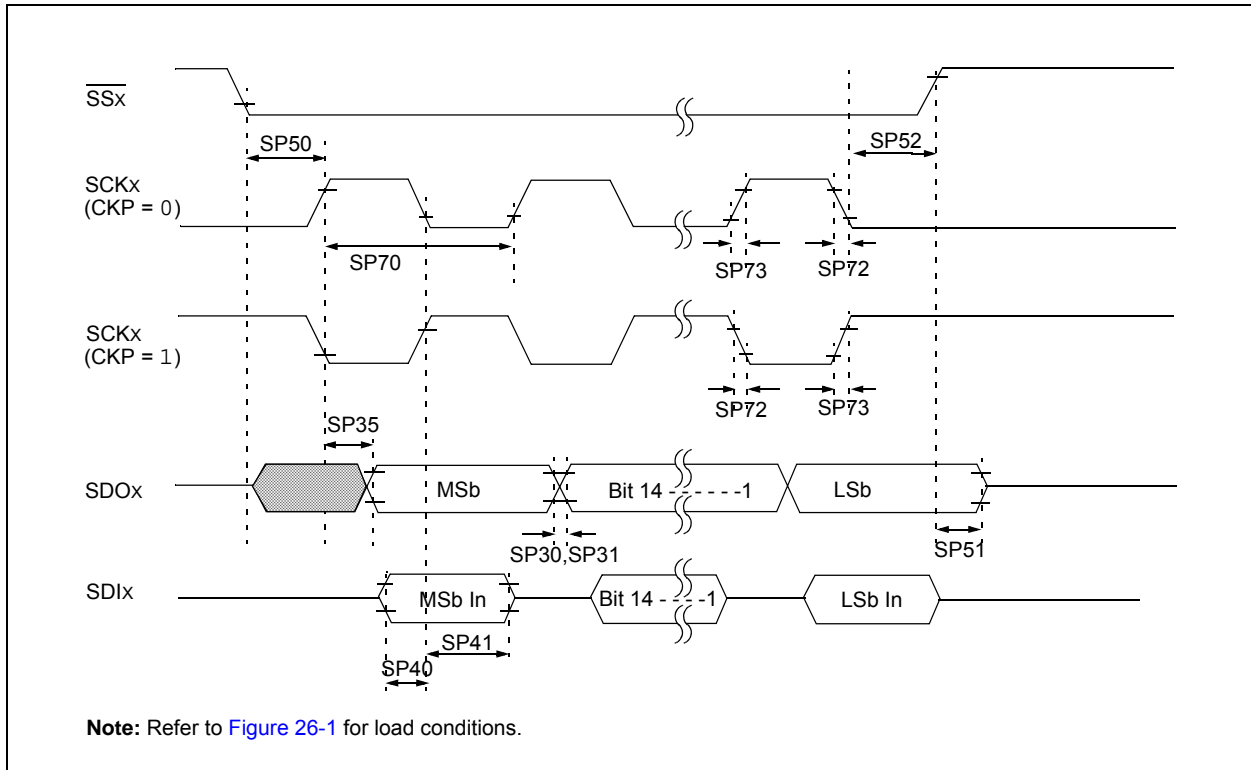 SSx
SP50
SP52
SCKx
(CKP = 0)
SP70
SP73
SP72
SCKx
(CKP = 1)
SP72
SP73
SP35
SDOx
MSb
Bit 14 - - - - - -1
LSb
SP30,SP31
SP51
SDIx
MSb In
Bit 14 - - - - -1
LSb In
SP41
SP40
Note: Refer to Figure 26-1 for load conditions.